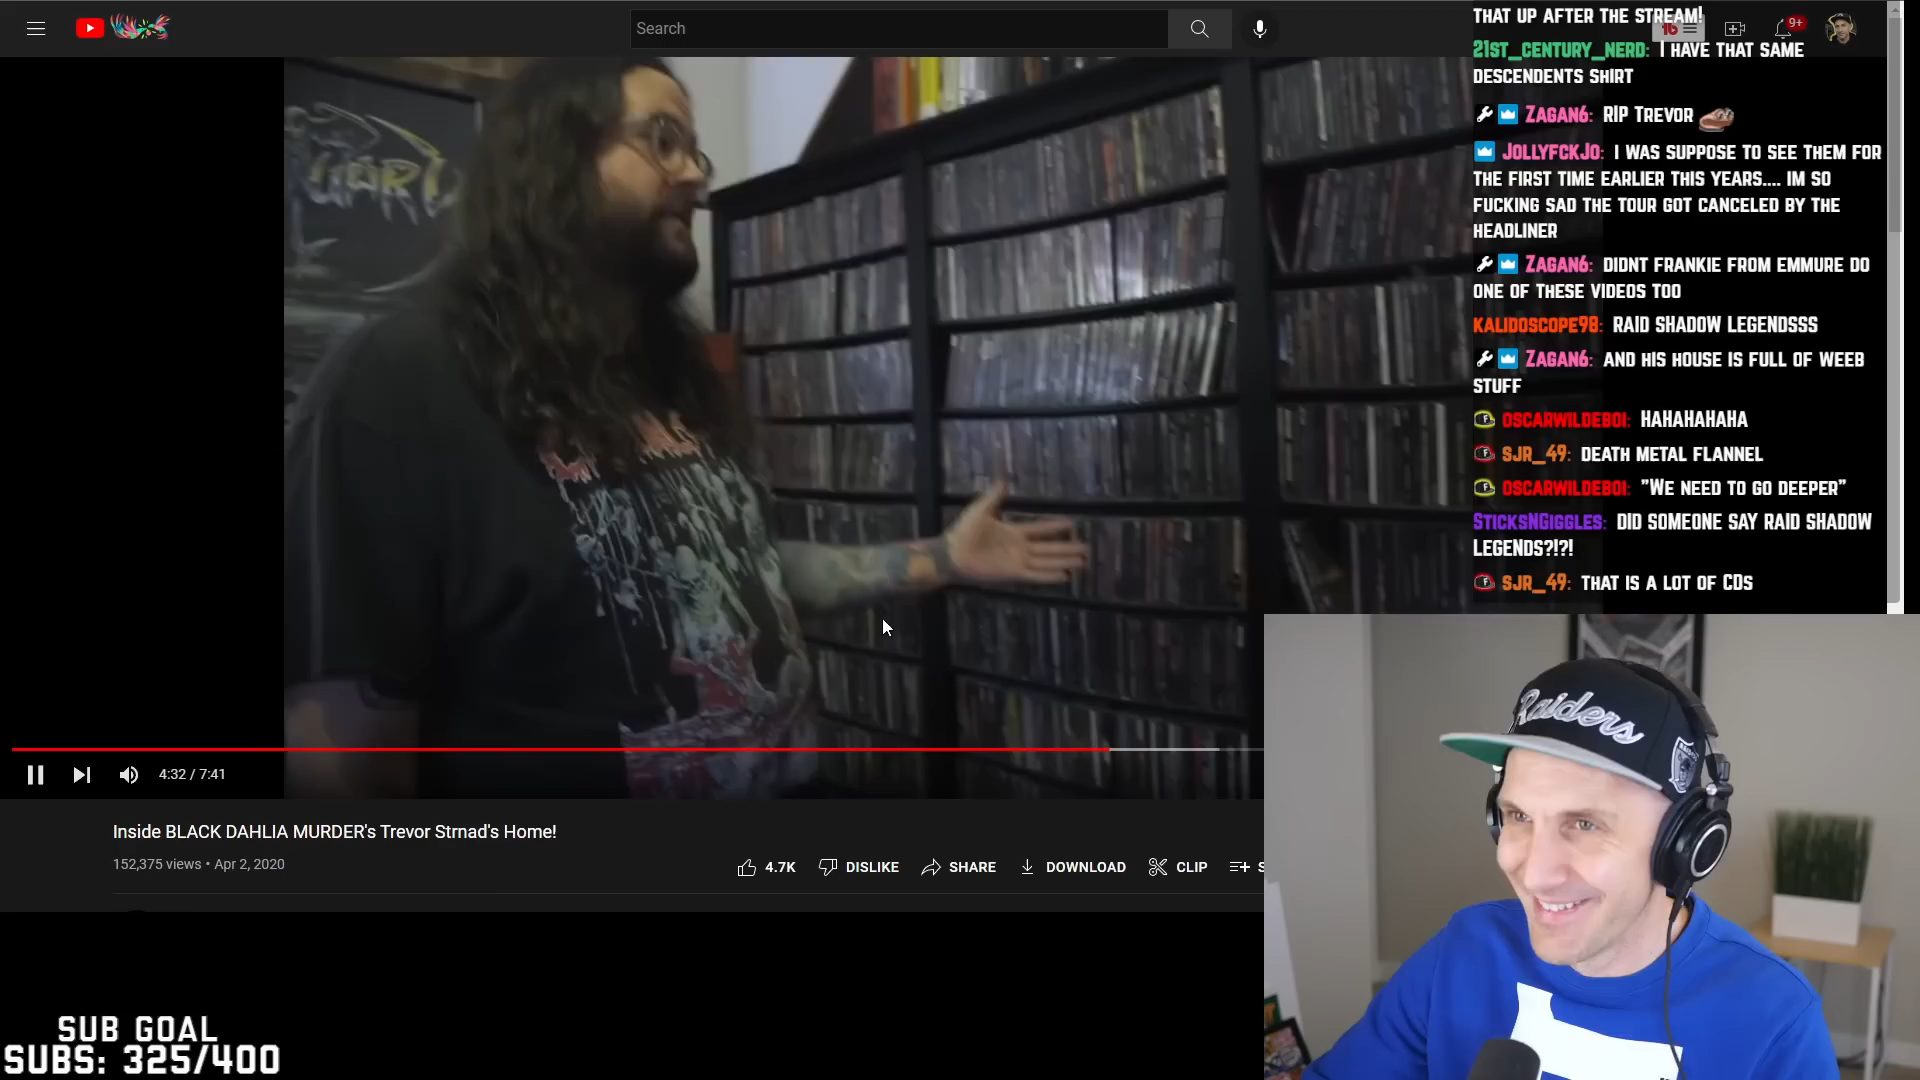 Search
9+
THAT UP AFTER THE STREAM!
21ST_CENTURY_NERD: I HAVE THAT SAME
DESCENDENTS SHIRT
ZAGAN6: RIP TREVOR
JOLLYFCKJO: I WAS SUPPOSE TO SEE THEM FOR
THE FIRST TIME EARLIER THIS YEARS.... IM SO
FUCKING SAD THE TOUR GOT CANCELED BY THE
HEADLINER
ZAGAN6: DIDNT FRANKIE FROM EMMURE DO
ONE OF THESE VIDEOS TOO
KALIDOSCOPE98: RAID SHADOW LEGENDSSS
ZAGAN6: AND HIS HOUSE IS FULL OF WEEB
STUFF
OSCARWILDEBOI: HAHAHAHAHA
SJR_49: DEATH METAL FLANNEL
OSCARWILDEBOI: "WE NEED TO GO DEEPER"
STICKSNGIGGLES: DID SOMEONE SAY RAID SHADOW
LEGENDS?!?!
SJR_49: THAT IS A LOT OF CDS
Raiders
4:32 / 7:41
Inside BLACK DAHLIA MURDER's Trevor Strnad's Home!
152,375 views • Apr 2, 2020
4.7K DISLIKE SHARE DOWNLOAD CLIP
SUB GOAL
SUBS: 325/400